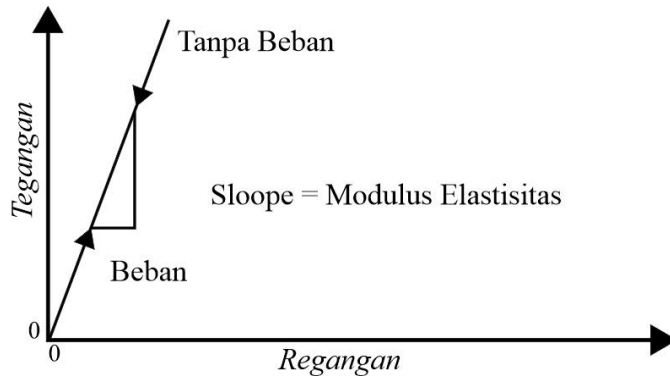 Tanpa Beban
Tegangan
Sloope = Modulus Elastisitas
Beban
0
0
Regangan